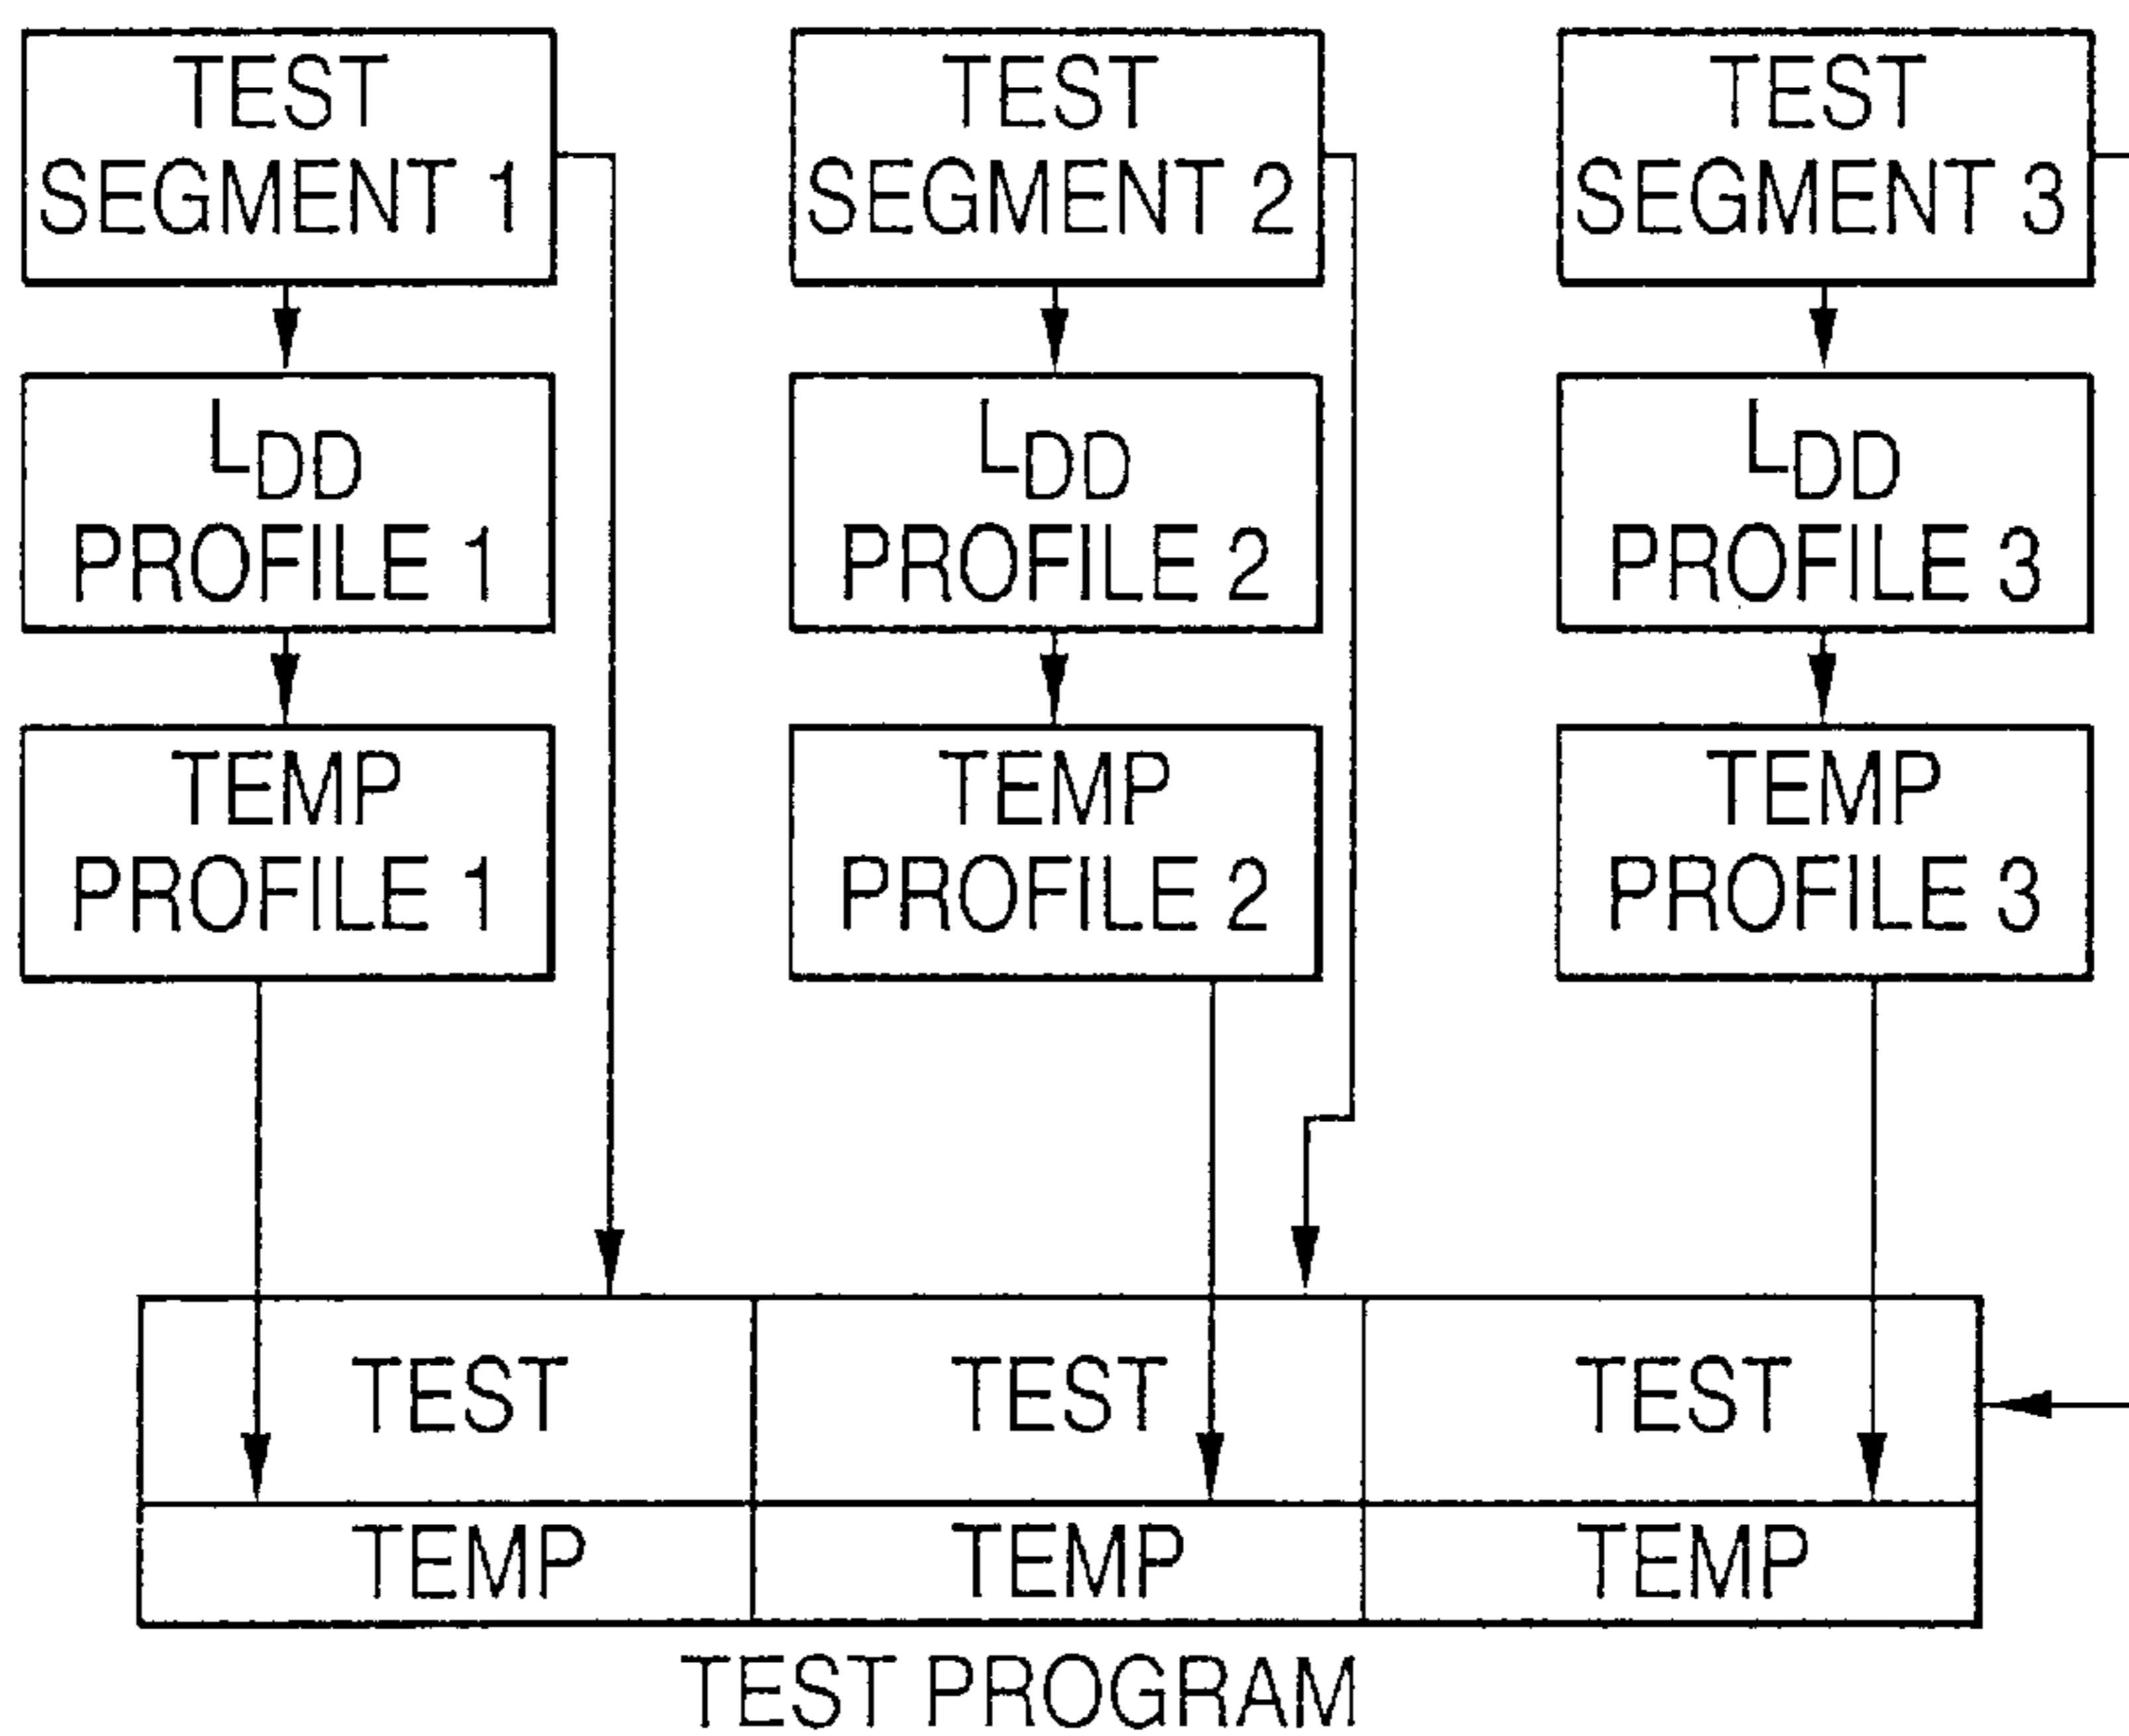 TEST
SEGMENT 1
TEST
SEGMENT 2
TEST
SEGMENT 3
LDD
PROFILE 1
LDD
PROFILE 2
LDD
PROFILE 3
TEMP
PROFILE 1
TEMP
PROFILE 2
TEMP
PROFILE 3
TEST
TEST
TEST
TEMP
TEMP
TEMP
TEST PROGRAM